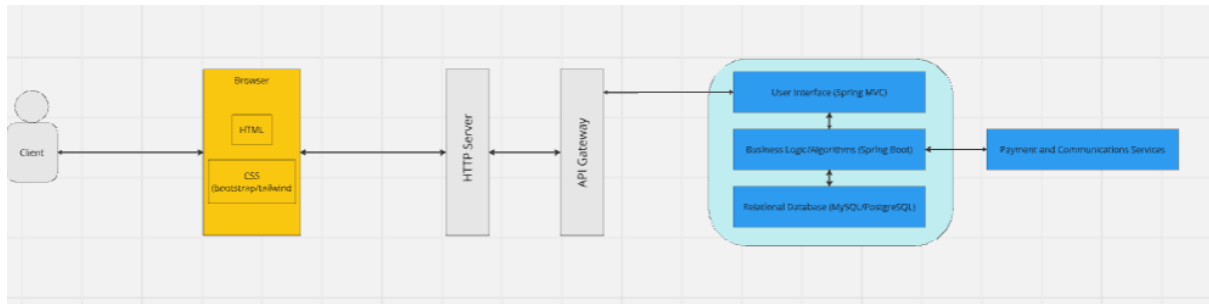 Client
Browser
HTML
CSS
(bootstrap/tailwind
HTTP Server
API Gateway
User Interface (Spring MVC)
Business Logic/Algorithms (Spring Boot)
Relational Database (MySQL/PostgreSQL)
Payment and Communications Services